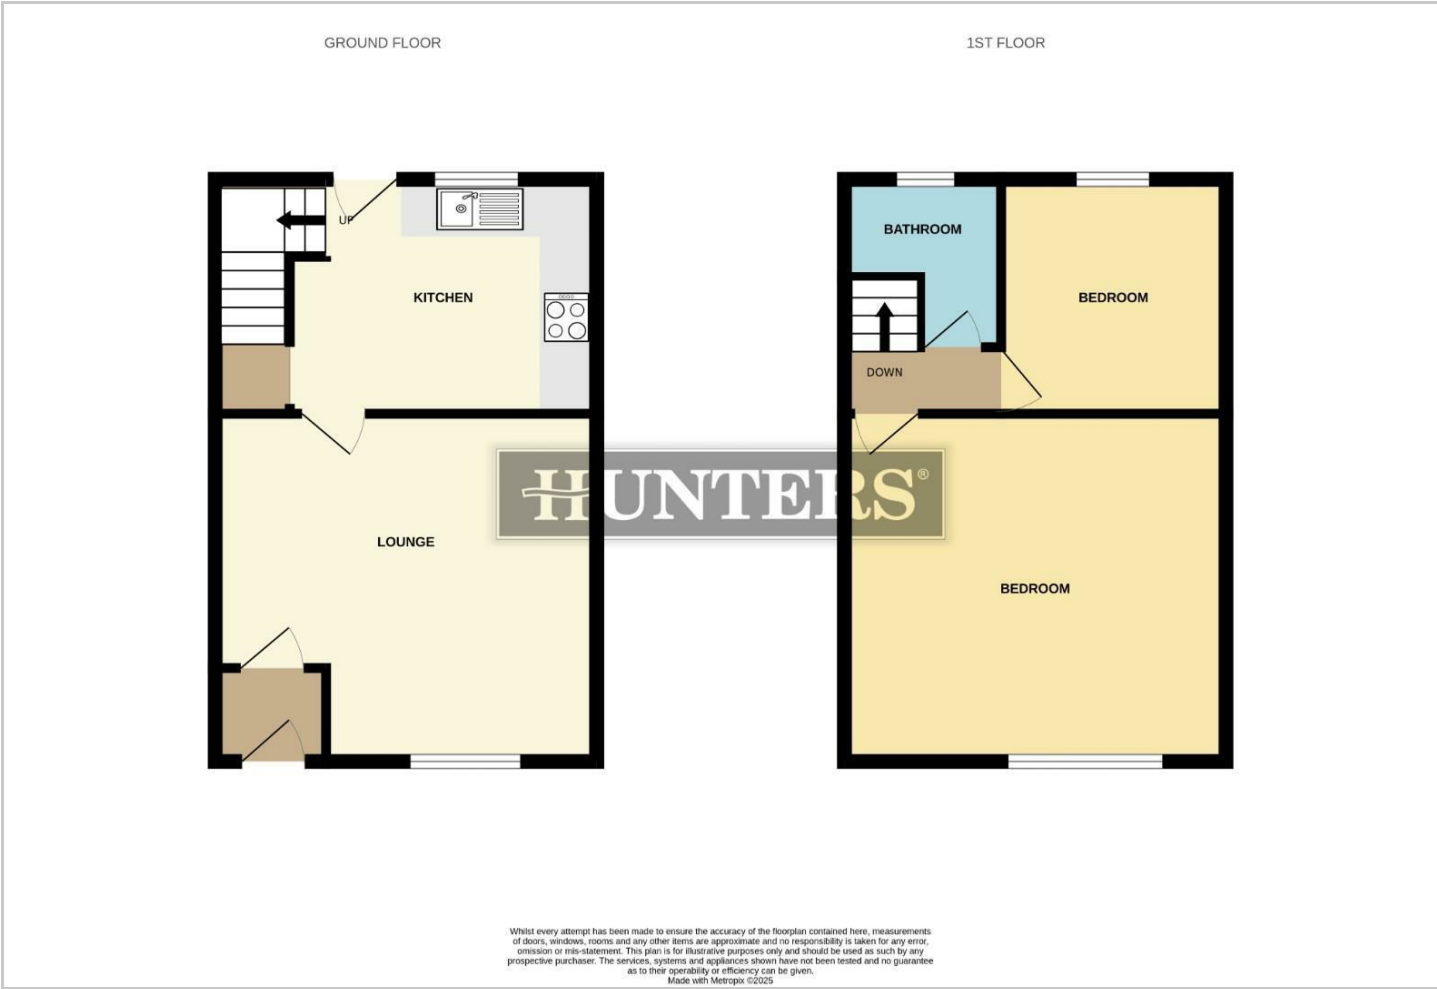 GROUND FLOOR
1ST FLOOR
UP
KITCHEN
LOUNGE
BATHROOM
BEDROOM
DOWN
BEDROOM
HUNTERS®
Whilst every attempt has been made to ensure the accuracy of the floorplan contained here, measurements
of doors, windows, rooms and any other items are approximate and no responsibility is taken for any error,
omission or mis-statement. This plan is for illustrative purposes only and should be used as such by any
prospective purchaser. The services, systems and appliances shown have not been tested and no guarantee
as to their operability or efficiency can be given.
Made with Metropix ©2025